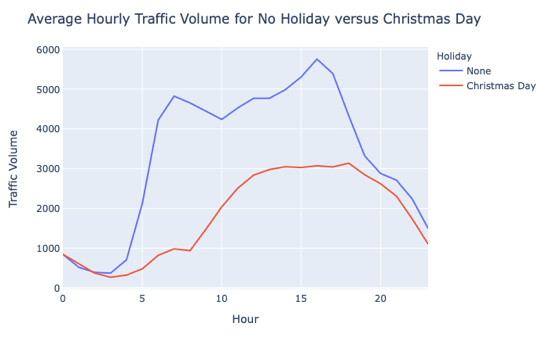 Average Hourly Traffic Volume for No Holiday versus Christmas Day
Holiday
None
Christmas Day
6000
5000
4000
3000
2000
1000
0
Traffic Volume
0 5 10 15 20
Hour